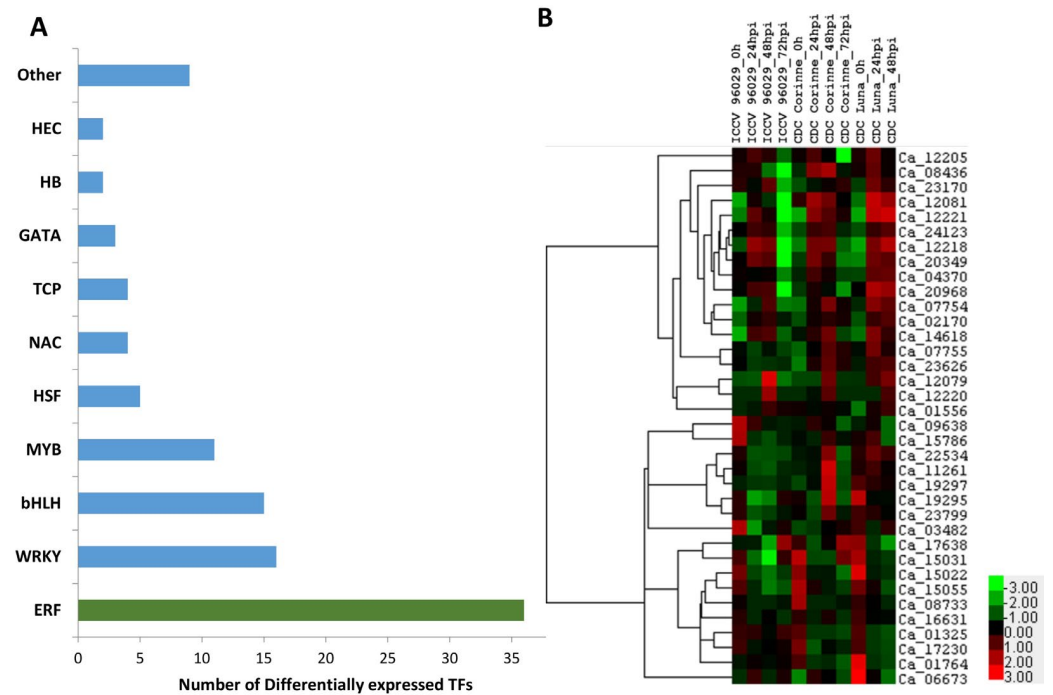 A
Other
HEC
HB
GATA
TCP
NAC
HSF
MYB
bHLH
WRKY
ERF
0 5 10 15 20 25 30 35
Number of Differentially expressed TFs
B
ICCV 96029_0h
ICCV 96029_24hpi
ICCV 96029_48hpi
ICCV 96029_72hpi
CDC Corinne_0h
CDC Corinne_24hpi
CDC Corinne_48hpi
CDC Corinne_72hpi
CDC Luna_0h
CDC Luna_24hpi
CDC Luna_48hpi
Ca_12205
Ca_08436
Ca_23170
Ca_12081
Ca_12221
Ca_24123
Ca_12218
Ca_20349
Ca_04370
Ca_20968
Ca_07754
Ca_02170
Ca_14618
Ca_07755
Ca_23626
Ca_12079
Ca_12220
Ca_01556
Ca_09638
Ca_15786
Ca_22534
Ca_11261
Ca_19297
Ca_19295
Ca_23799
Ca_03482
Ca_17638
Ca_15031
Ca_15022
Ca_15055
Ca_08733
Ca_16631
Ca_01325
Ca_17230
Ca_01764
Ca_06673
-3.00
-2.00
-1.00
0.00
1.00
2.00
3.00